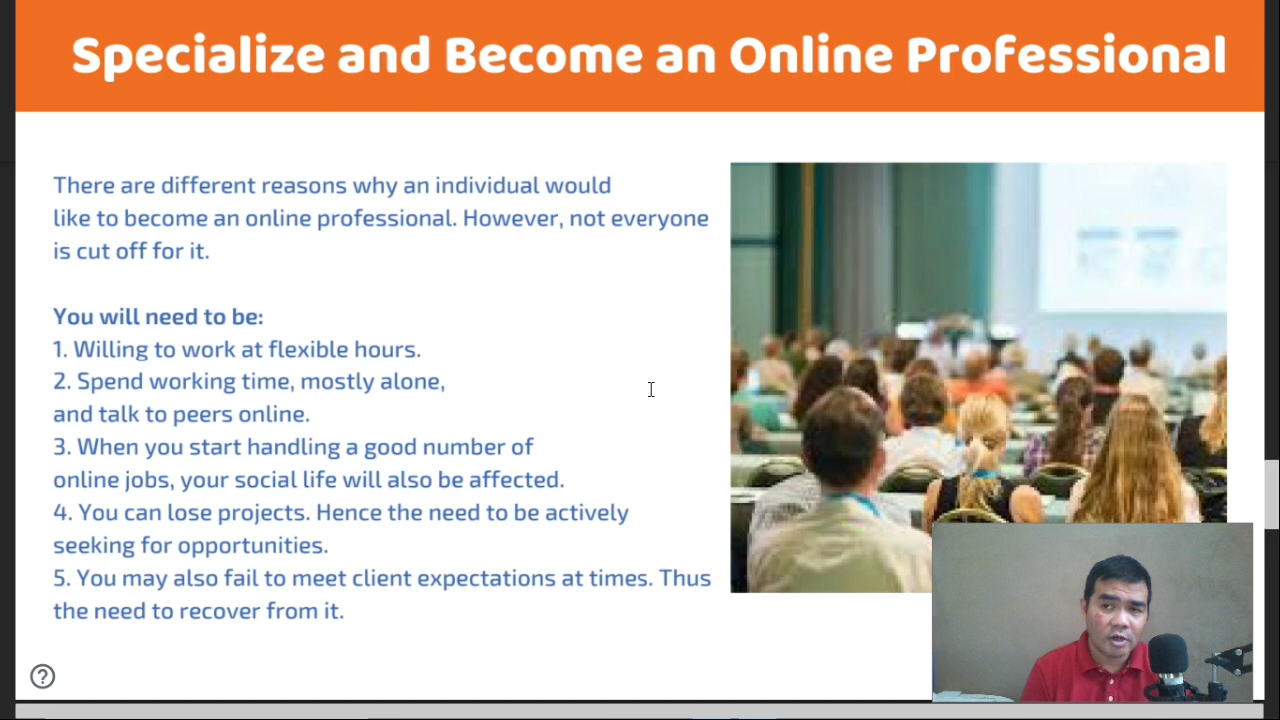 Specialize and Become an Online Professional
There are different reasons why an individual would
like to become an online professional. However, not everyone
is cut off for it.
You will need to be:
1. Willing to work at flexible hours.
2. Spend working time, mostly alone,
and talk to peers online.
3. When you start handling a good number of
online jobs, your social life will also be affected.
4. You can lose projects. Hence the need to be actively
seeking for opportunities.
5. You may also fail to meet client expectations at times. Thus
the need to recover from it.
?